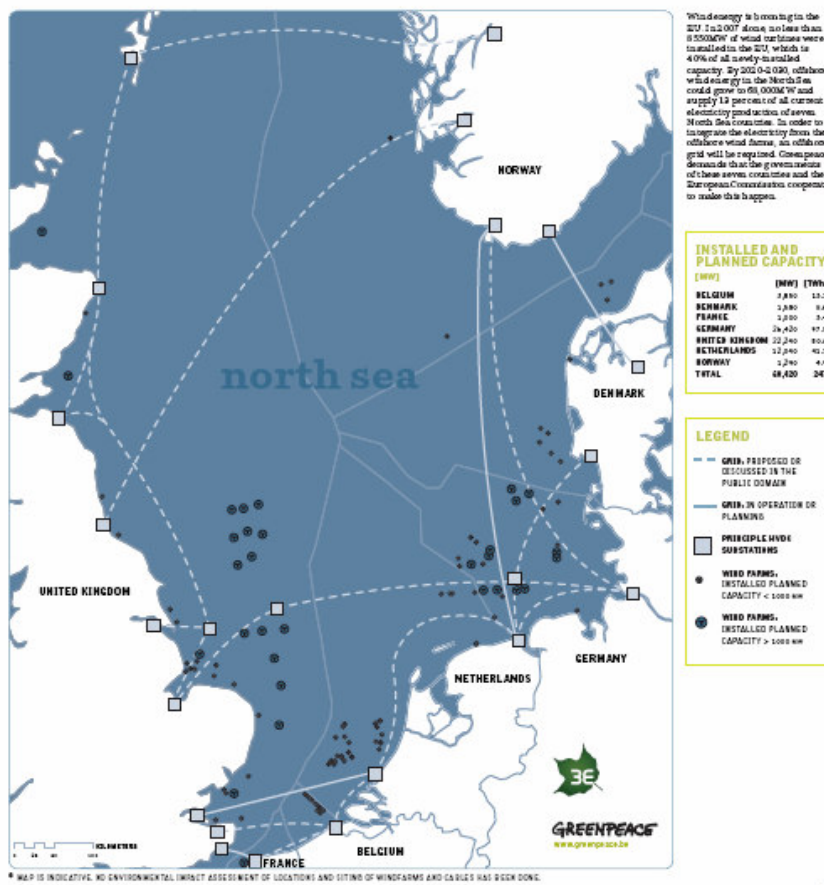 Windenergy is booming in the
EU. In 2007 alone, no less than
8550MW of wind turbines were
installed in the EU, which is
40% of all newly-installed
capacity. By 2020-2030, offshore
wind energy in the North Sea
could grow to 68,000MW and
supply 13 percent of all current
electricity production of seven
North Sea countries. In order to
integrate the electricity from the
offshore wind farms, an offshore
grid will be required. Greenpeac
demands that the governments
of these seven countries and the
European Commission cooperat
to make this happen.
NORWAY
INSTALLED AND
PLANNED CAPACITY
[MW]
[MW] [TWh
BELGIUM
DENMARK
FRANCE
GERMANY
UNITED KINGDOM
NETHERLANDS
NORWAY
TOTAL 68,420
north sea
DENMARK
LEGEND
GRID: PROPOSED OR
DISCUSSED IN THE
PUBLIC DOMAIN
GRID: IN OPERATION OR
PLANNING
PRINCIPLE HVDC
SUBSTATIONS
WIND FARMS:
INSTALLED PLANNED
CAPACITY < 1000 MW
WIND FARMS:
INSTALLED PLANNED
CAPACITY > 1000 MW
UNITED KINGDOM
GERMANY
NETHERLANDS
3E
GREENPEACE
www.greenpeace.be
KILOMETERS
BELGIUM
FRANCE
MAP IS INDICATIVE. NO ENVIRONMENTAL IMPACT ASSESSMENT OF LOCATIONS AND SITING OF WINDFARMS AND CABLES HAS BEEN DONE.